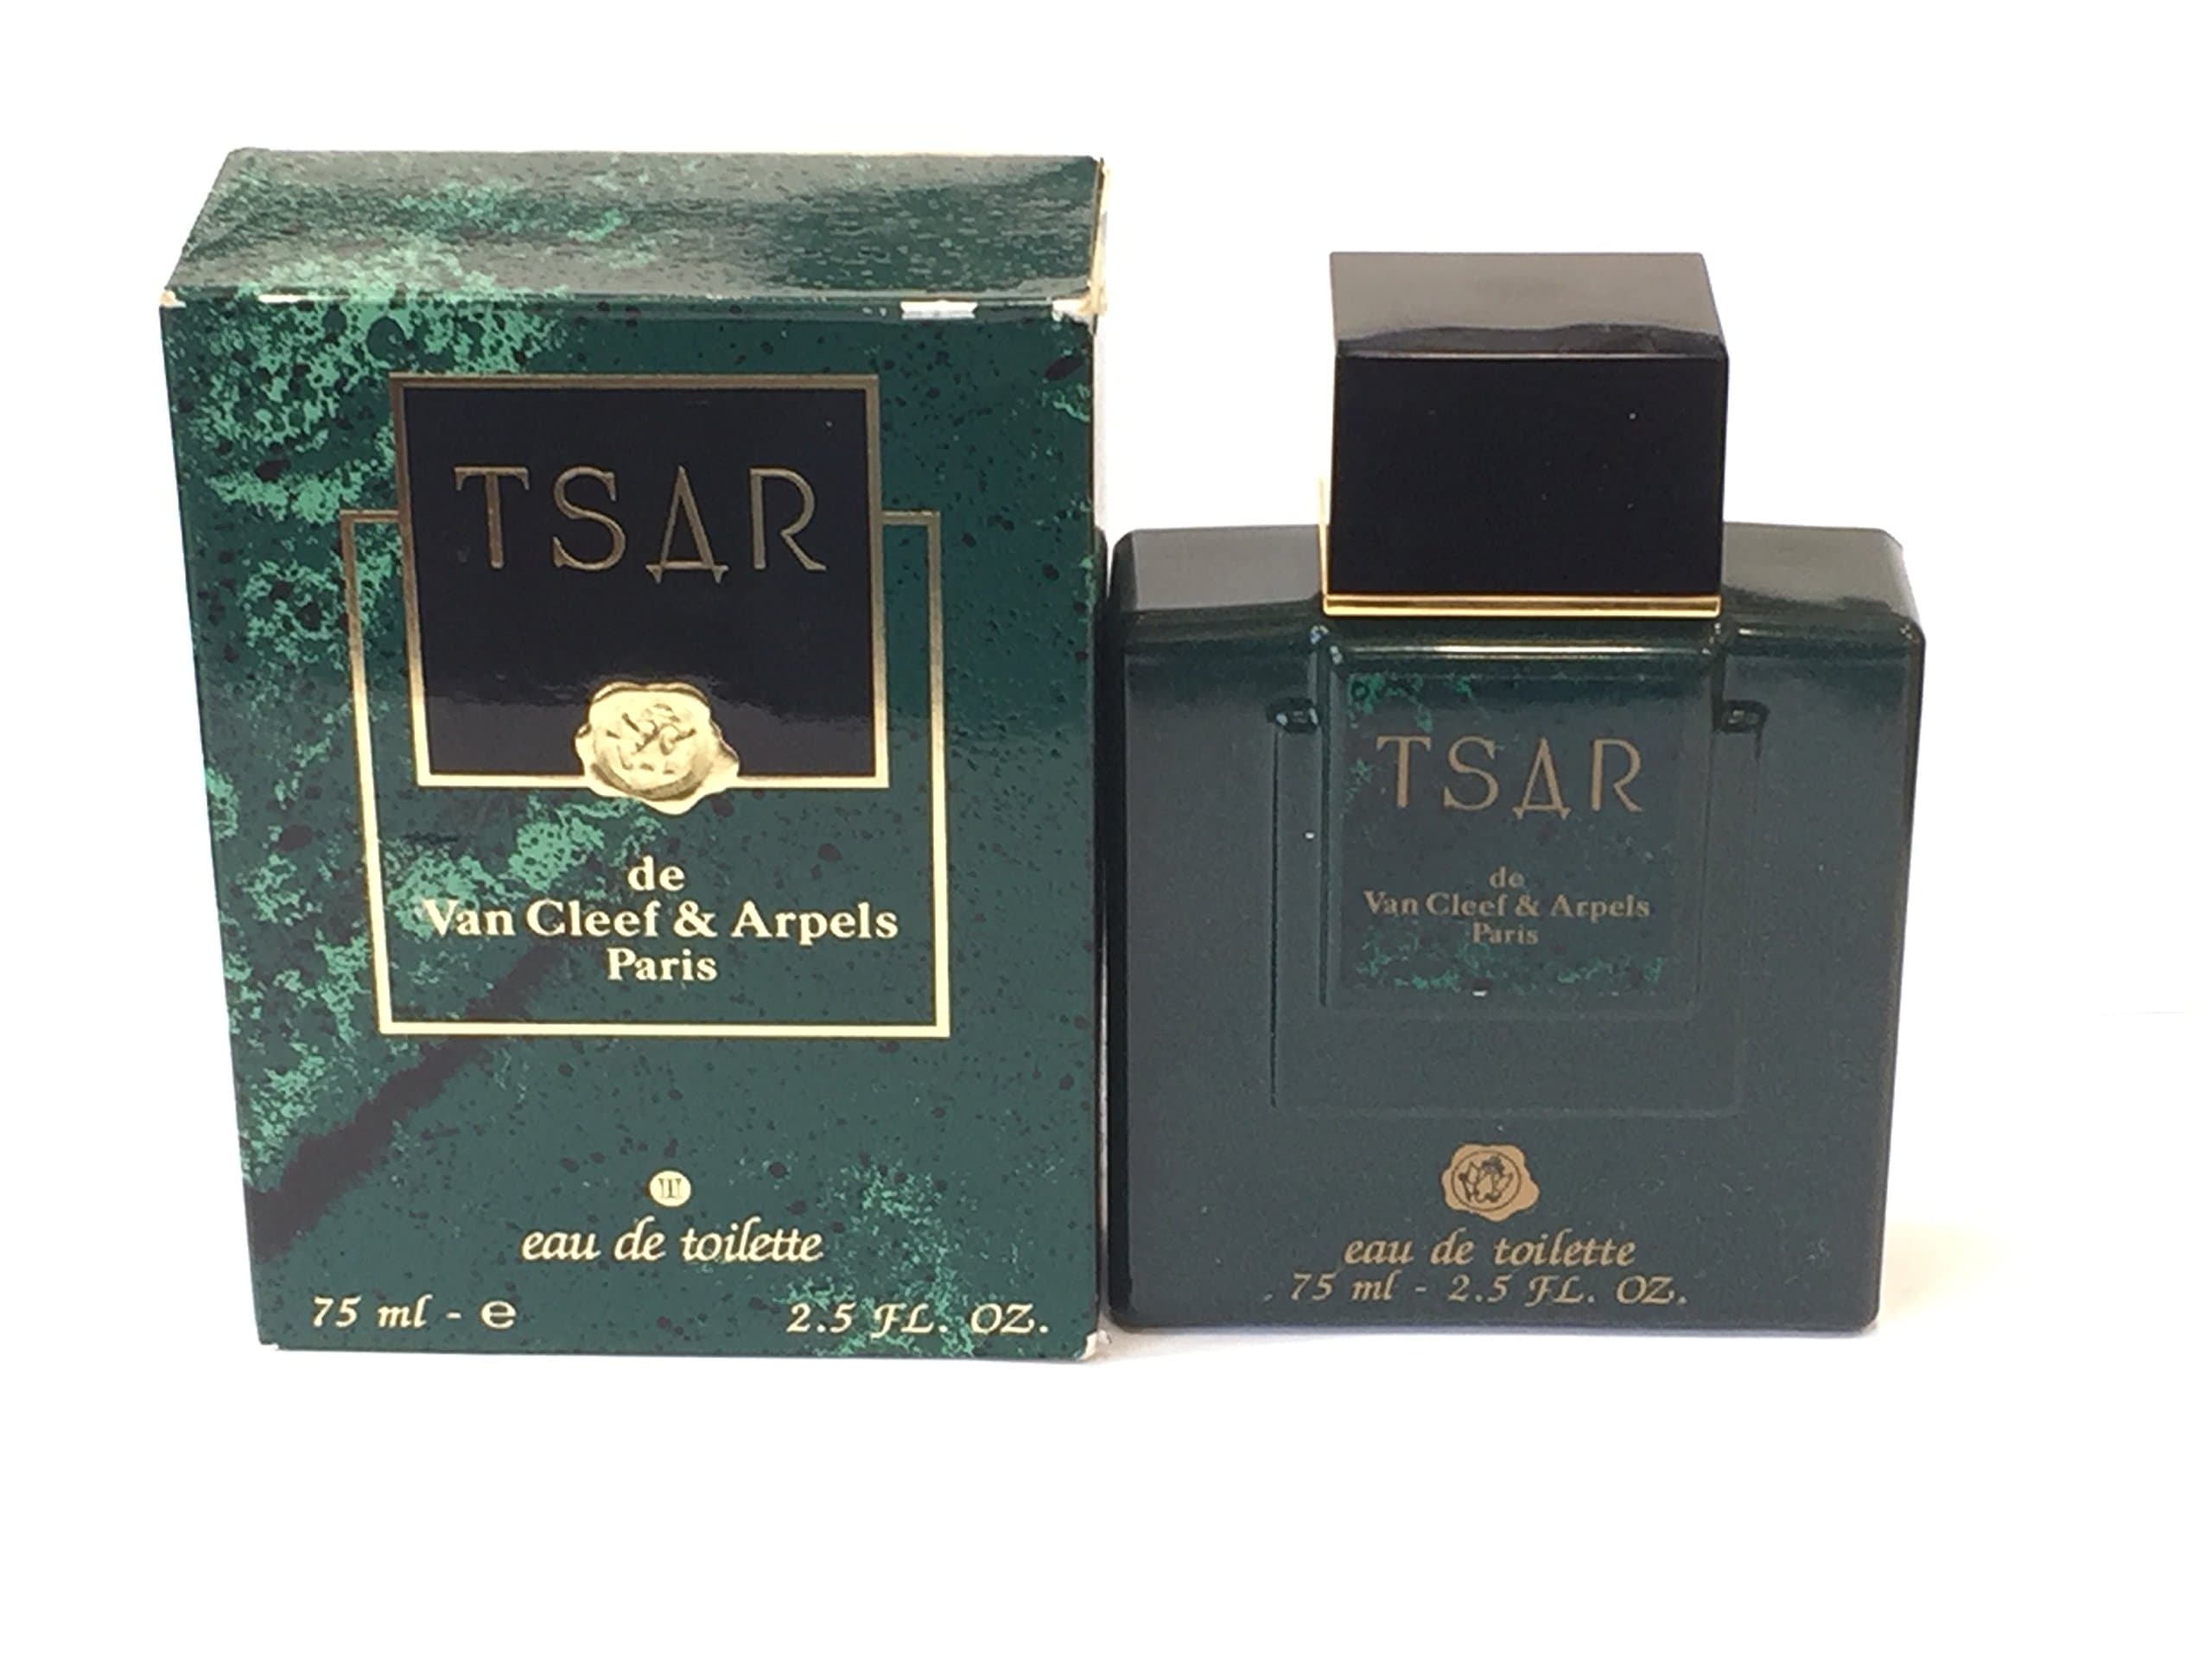 TSAR
de
Van Cleef & Arpels
Paris
eau de toilette
75 ml - e
2.5 FL. OZ.
TSAR
de
Van Cleef & Arpels
Paris
eau de toilette
75 ml - 2.5 FL. OZ.